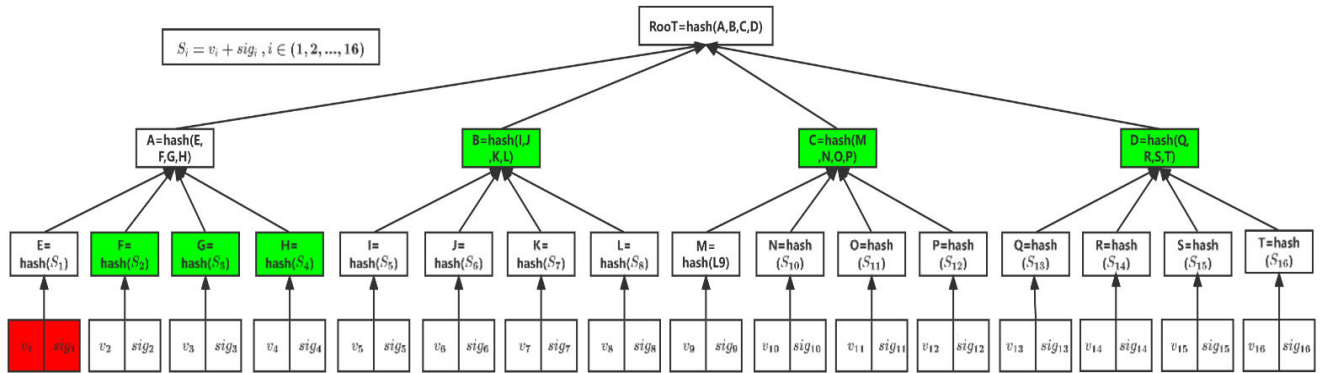 RooT=hash(A,B,C,D)
S_i = v_i + sig_i , i ∈ (1, 2, ..., 16)
A=hash(E,
F,G,H)
B=hash(I,J
,K,L)
C=hash(M
,N,O,P)
D=hash(Q,
R,S,T)
E=
hash(S_1)
F=
hash(S_2)
G=
hash(S_3)
H=
hash(S_4)
I=
hash(S_5)
J=
hash(S_6)
K=
hash(S_7)
L=
hash(S_8)
M=
hash(L9)
N=hash
(S_10)
O=hash
(S_11)
P=hash
(S_12)
Q=hash
(S_13)
R=hash
(S_14)
S=hash
(S_15)
T=hash
(S_16)
v_1 sig_1
v_2 sig_2
v_3 sig_3
v_4 sig_4
v_5 sig_5
v_6 sig_6
v_7 sig_7
v_8 sig_8
v_9 sig_9
v_10 sig_10
v_11 sig_11
v_12 sig_12
v_13 sig_13
v_14 sig_14
v_15 sig_15
v_16 sig_16